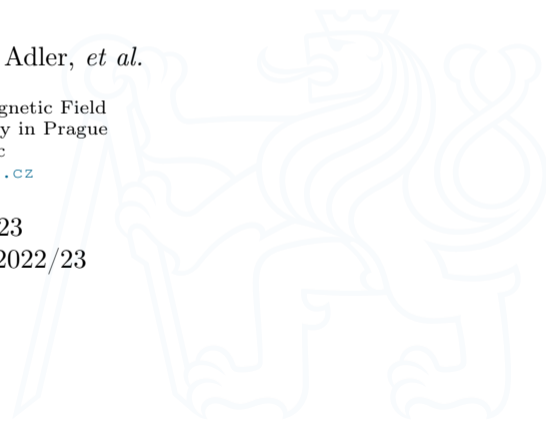 Adler, et al.
gnetic Field
y in Prague
c
.cz
23
2022/23